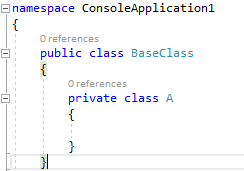 namespace ConsoleApplication1
{
0 references
public class BaseClass
{
0 references
private class A
{
}
}